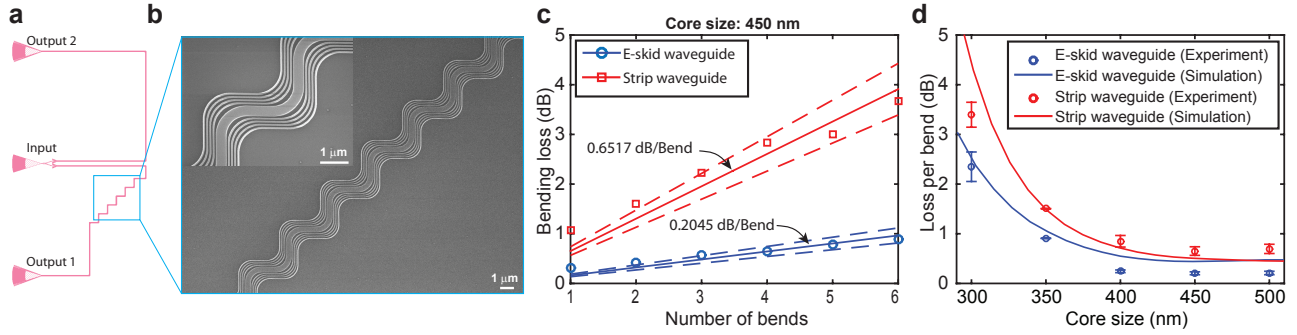 a
Output 2
Input
Output 1
b
1 μm
1 μm
c
Core size: 450 nm
E-skid waveguide
Strip waveguide
0.6517 dB/Bend
0.2045 dB/Bend
Bending loss (dB)
5
4
3
2
1
0
1 2 3 4 5 6
Number of bends
d
E-skid waveguide (Experiment)
E-skid waveguide (Simulation)
Strip waveguide (Experiment)
Strip waveguide (Simulation)
Loss per bend (dB)
5
4
3
2
1
0
300 350 400 450 500
Core size (nm)